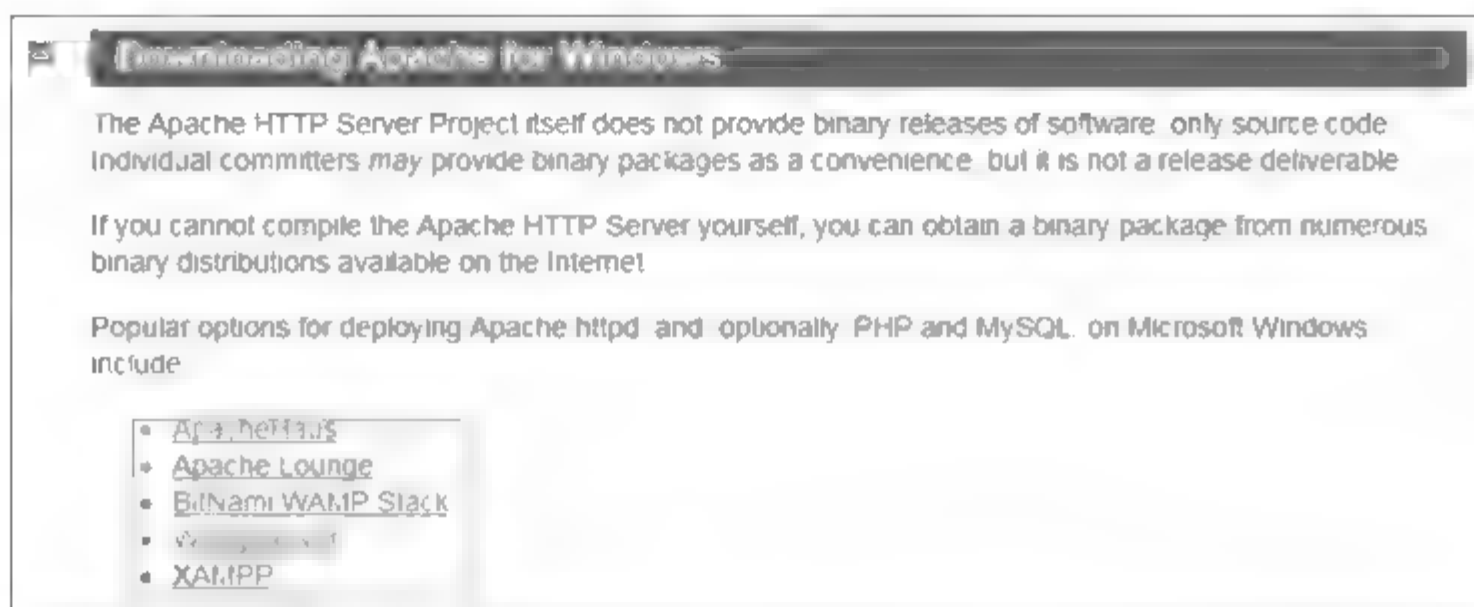 Downloading Apache for Windows
The Apache HTTP Server Project itself does not provide binary releases of software only source code
Individual committers may provide binary packages as a convenience but it is not a release deliverable
If you cannot compile the Apache HTTP Server yourself, you can obtain a binary package from numerous
binary distributions available on the Internet
Popular options for deploying Apache httpd and optionally PHP and MySQL on Microsoft Windows
include
ApacheHaus
Apache Lounge
BitNami WAMP Stack
XAMPP